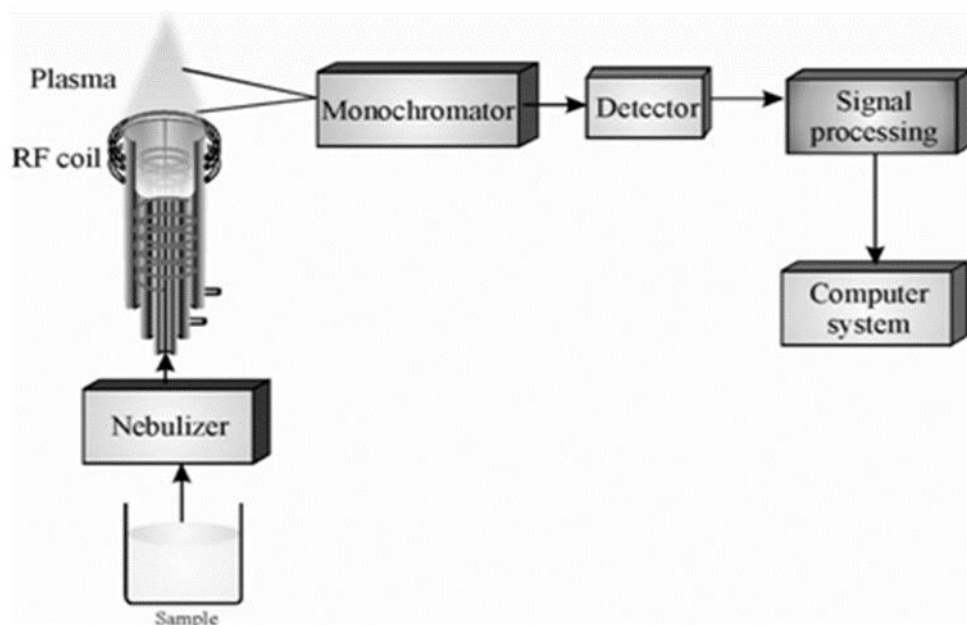 Plasma
RF coil
Monochromator
Detector
Signal
processing
Computer
system
Nebulizer
Sample